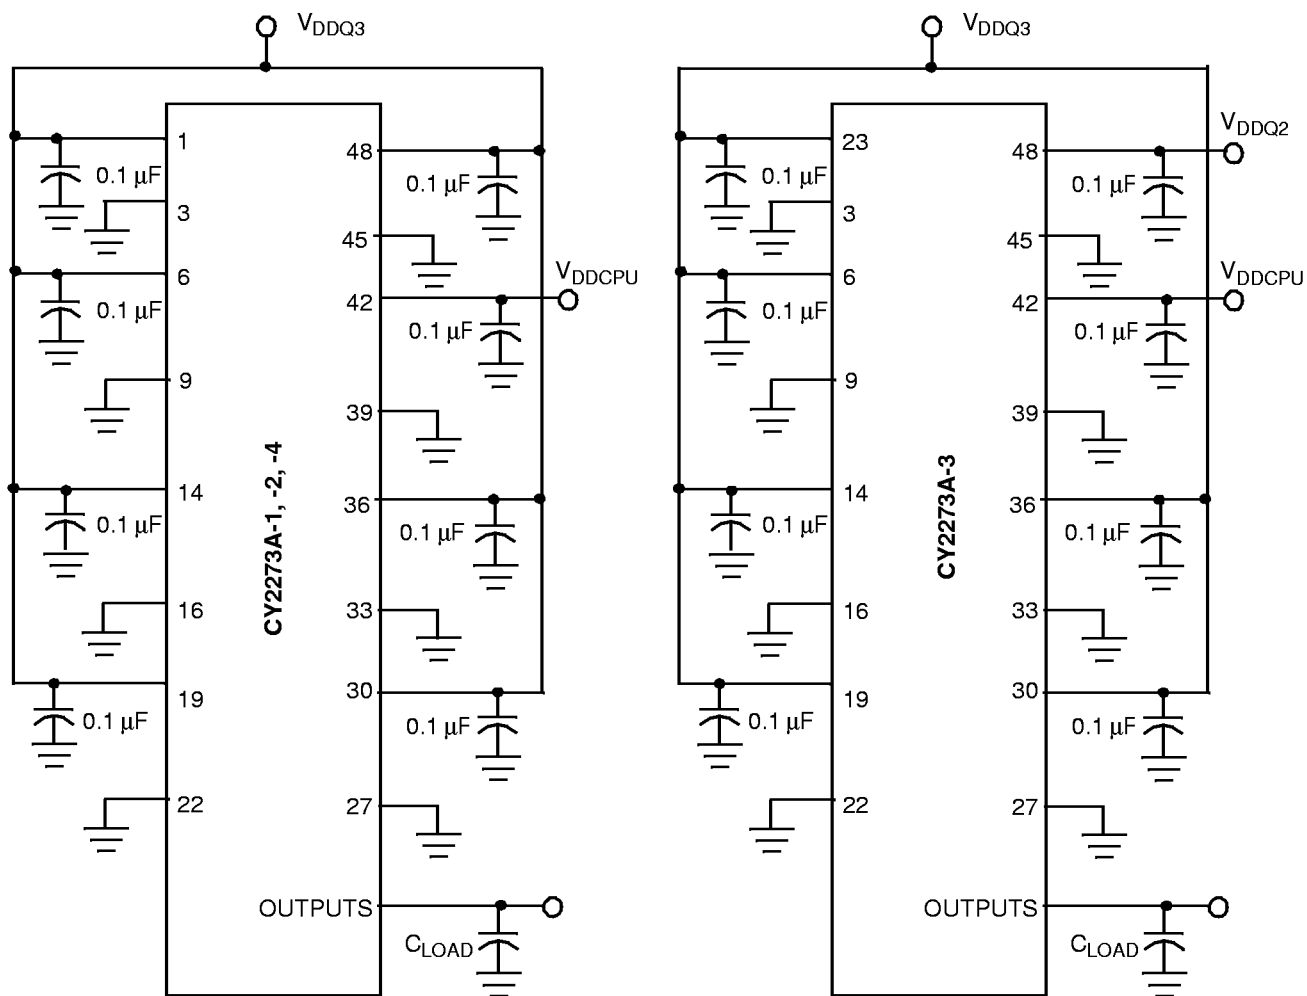 VDDQ3
1
0.1 µF
3
6
0.1 µF
9
14
0.1 µF
16
19
0.1 µF
22
CY2273A-1, -2, -4
48
0.1 µF
45
VDDCPU
42
0.1 µF
39
36
0.1 µF
33
30
0.1 µF
27
OUTPUTS
CLOAD
VDDQ3
23
0.1 µF
3
6
0.1 µF
9
14
0.1 µF
16
19
0.1 µF
22
CY2273A-3
VDDQ2
48
0.1 µF
45
VDDCPU
42
0.1 µF
39
36
0.1 µF
33
30
0.1 µF
27
OUTPUTS
CLOAD